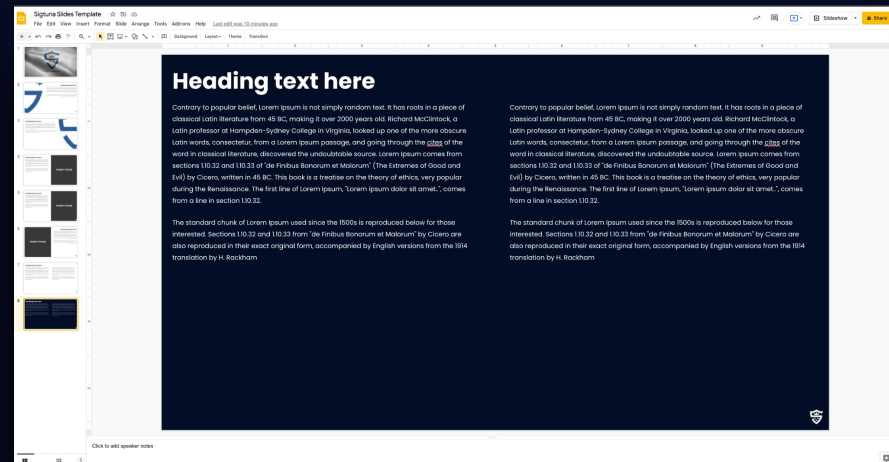 Sigtuna Slides Template
File Edit View Insert Format Slide Arrange Tools Add-ons Help Last edit was 12 minutes ago
Slideshow
Share
Background Layout Theme Transition
Heading text here
Contrary to popular belief, Lorem Ipsum is not simply random text. It has roots in a piece of
classical Latin literature from 45 BC, making it over 2000 years old. Richard McClintock, a
Latin professor at Hampden-Sydney College in Virginia, looked up one of the more obscure
Latin words, consectetur, from a Lorem Ipsum passage, and going through the cites of the
word in classical literature, discovered the undoubtable source. Lorem Ipsum comes from
sections 1.10.32 and 1.10.33 of "de Finibus Bonorum et Malorum" (The Extremes of Good and
Evil) by Cicero, written in 45 BC. This book is a treatise on the theory of ethics, very popular
during the Renaissance. The first line of Lorem Ipsum, "Lorem ipsum dolor sit amet..", comes
from a line in section 1.10.32.
The standard chunk of Lorem Ipsum used since the 1500s is reproduced below for those
interested. Sections 1.10.32 and 1.10.33 from "de Finibus Bonorum et Malorum" by Cicero are
also reproduced in their exact original form, accompanied by English versions from the 1914
translation by H. Rackham
Contrary to popular belief, Lorem Ipsum is not simply random text. It has roots in a piece of
classical Latin literature from 45 BC, making it over 2000 years old. Richard McClintock, a
Latin professor at Hampden-Sydney College in Virginia, looked up one of the more obscure
Latin words, consectetur, from a Lorem Ipsum passage, and going through the cites of the
word in classical literature, discovered the undoubtable source. Lorem Ipsum comes from
sections 1.10.32 and 1.10.33 of "de Finibus Bonorum et Malorum" (The Extremes of Good and
Evil) by Cicero, written in 45 BC. This book is a treatise on the theory of ethics, very popular
during the Renaissance. The first line of Lorem Ipsum, "Lorem ipsum dolor sit amet..", comes
from a line in section 1.10.32.
The standard chunk of Lorem Ipsum used since the 1500s is reproduced below for those
interested. Sections 1.10.32 and 1.10.33 from "de Finibus Bonorum et Malorum" by Cicero are
also reproduced in their exact original form, accompanied by English versions from the 1914
translation by H. Rackham
Click to add speaker notes